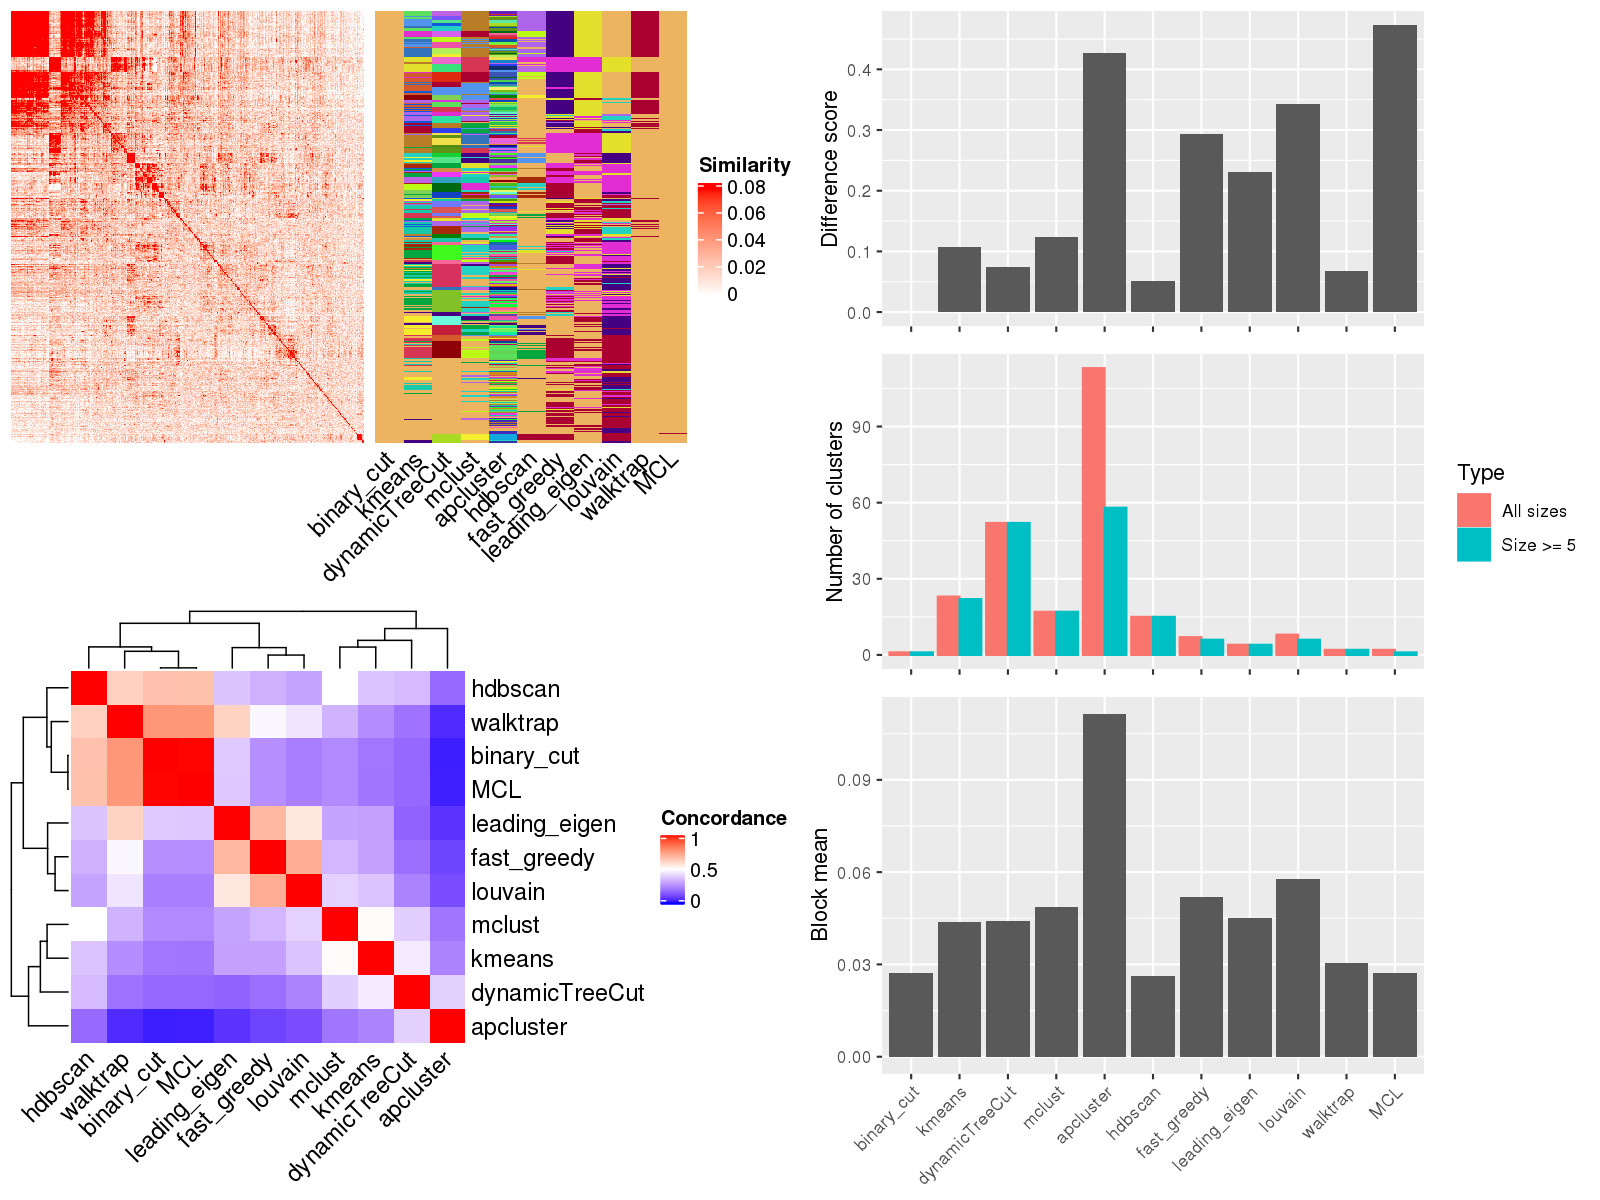 Similarity
0.08
0.06
0.04
0.02
0
binary_cut
kmeans
dynamicTreeCut
mclust
apcluster
hdbscan
fast_greedy
leading_eigen
louvain
walktrap
MCL
hdbscan
walktrap
binary_cut
MCL
leading_eigen
fast_greedy
louvain
mclust
kmeans
dynamicTreeCut
apcluster
hdbscan
walktrap
binary_cut
MCL
leading_eigen
fast_greedy
louvain
mclust
kmeans
dynamicTreeCut
apcluster
Concordance
1
0.5
0
Difference score
0.4
0.3
0.2
0.1
0.0
Number of clusters
90
60
30
0
Type
All sizes
Size >= 5
Block mean
0.09
0.06
0.03
0.00
binary_cut
kmeans
dynamicTreeCut
mclust
apcluster
hdbscan
fast_greedy
leading_eigen
louvain
walktrap
MCL